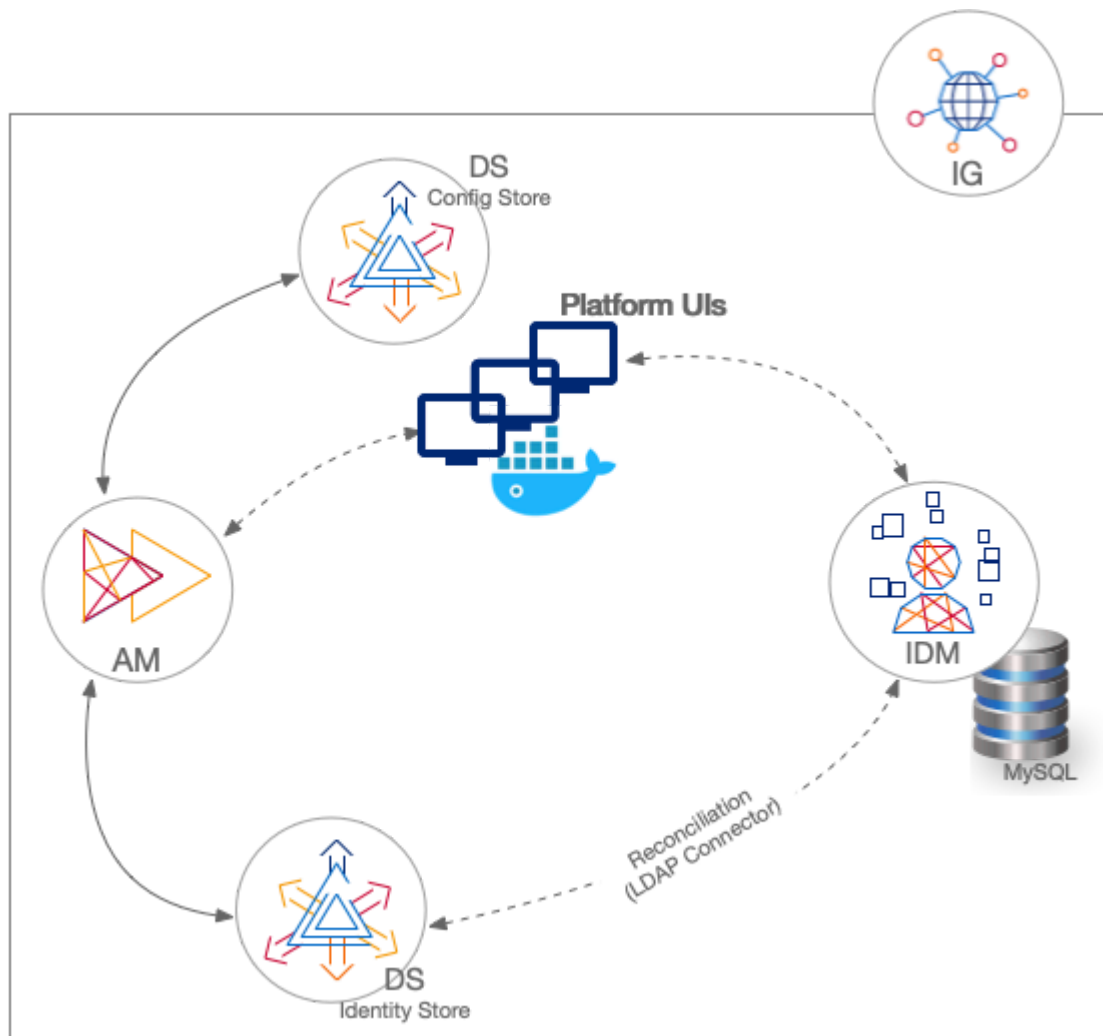 IG
DS
Config Store
Platform UIs
AM
IDM
MySQL
Reconciliation
(LDAP Connector)
DS
Identity Store